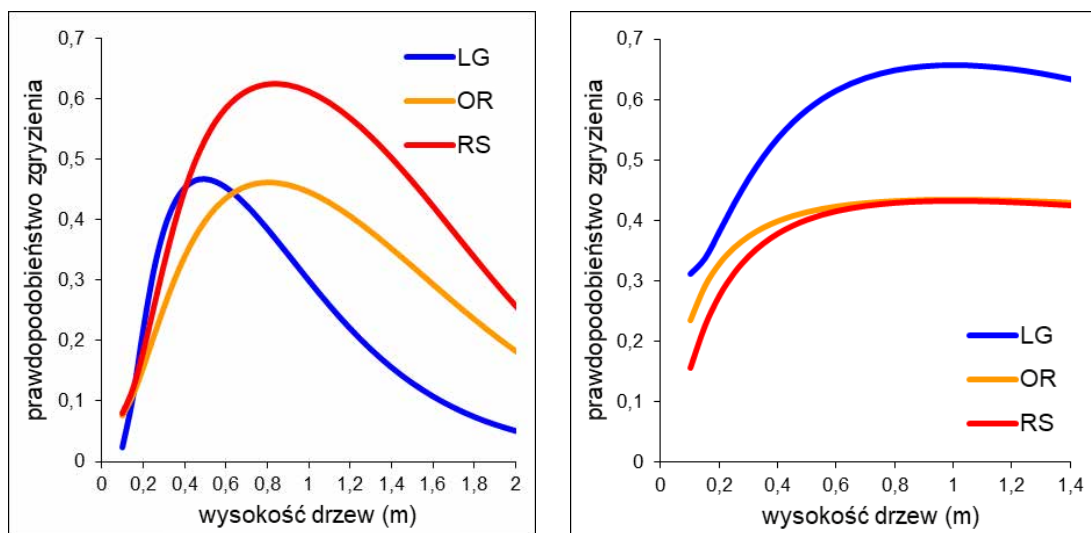 0,7
0,6
0,5
0,4
0,3
0,2
0,1
0
prawdopodobieństwo zgryzienia
LG
OR
RS
0 0,2 0,4 0,6 0,8 1 1,2 1,4 1,6 1,8 2
wysokość drzew (m)
0,7
0,6
0,5
0,4
0,3
0,2
0,1
0
prawdopodobieństwo zgryzienia
LG
OR
RS
0 0,2 0,4 0,6 0,8 1 1,2 1,4
wysokość drzew (m)